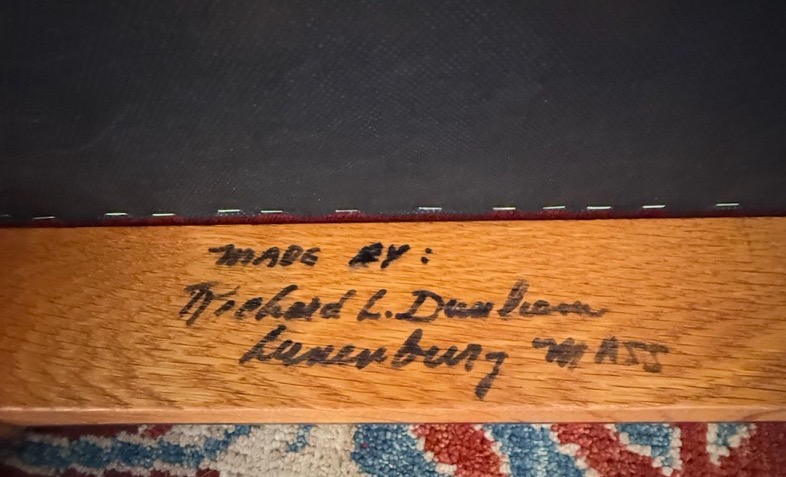 MADE BY:
Richard L. Dunham
Lunenburg MASS